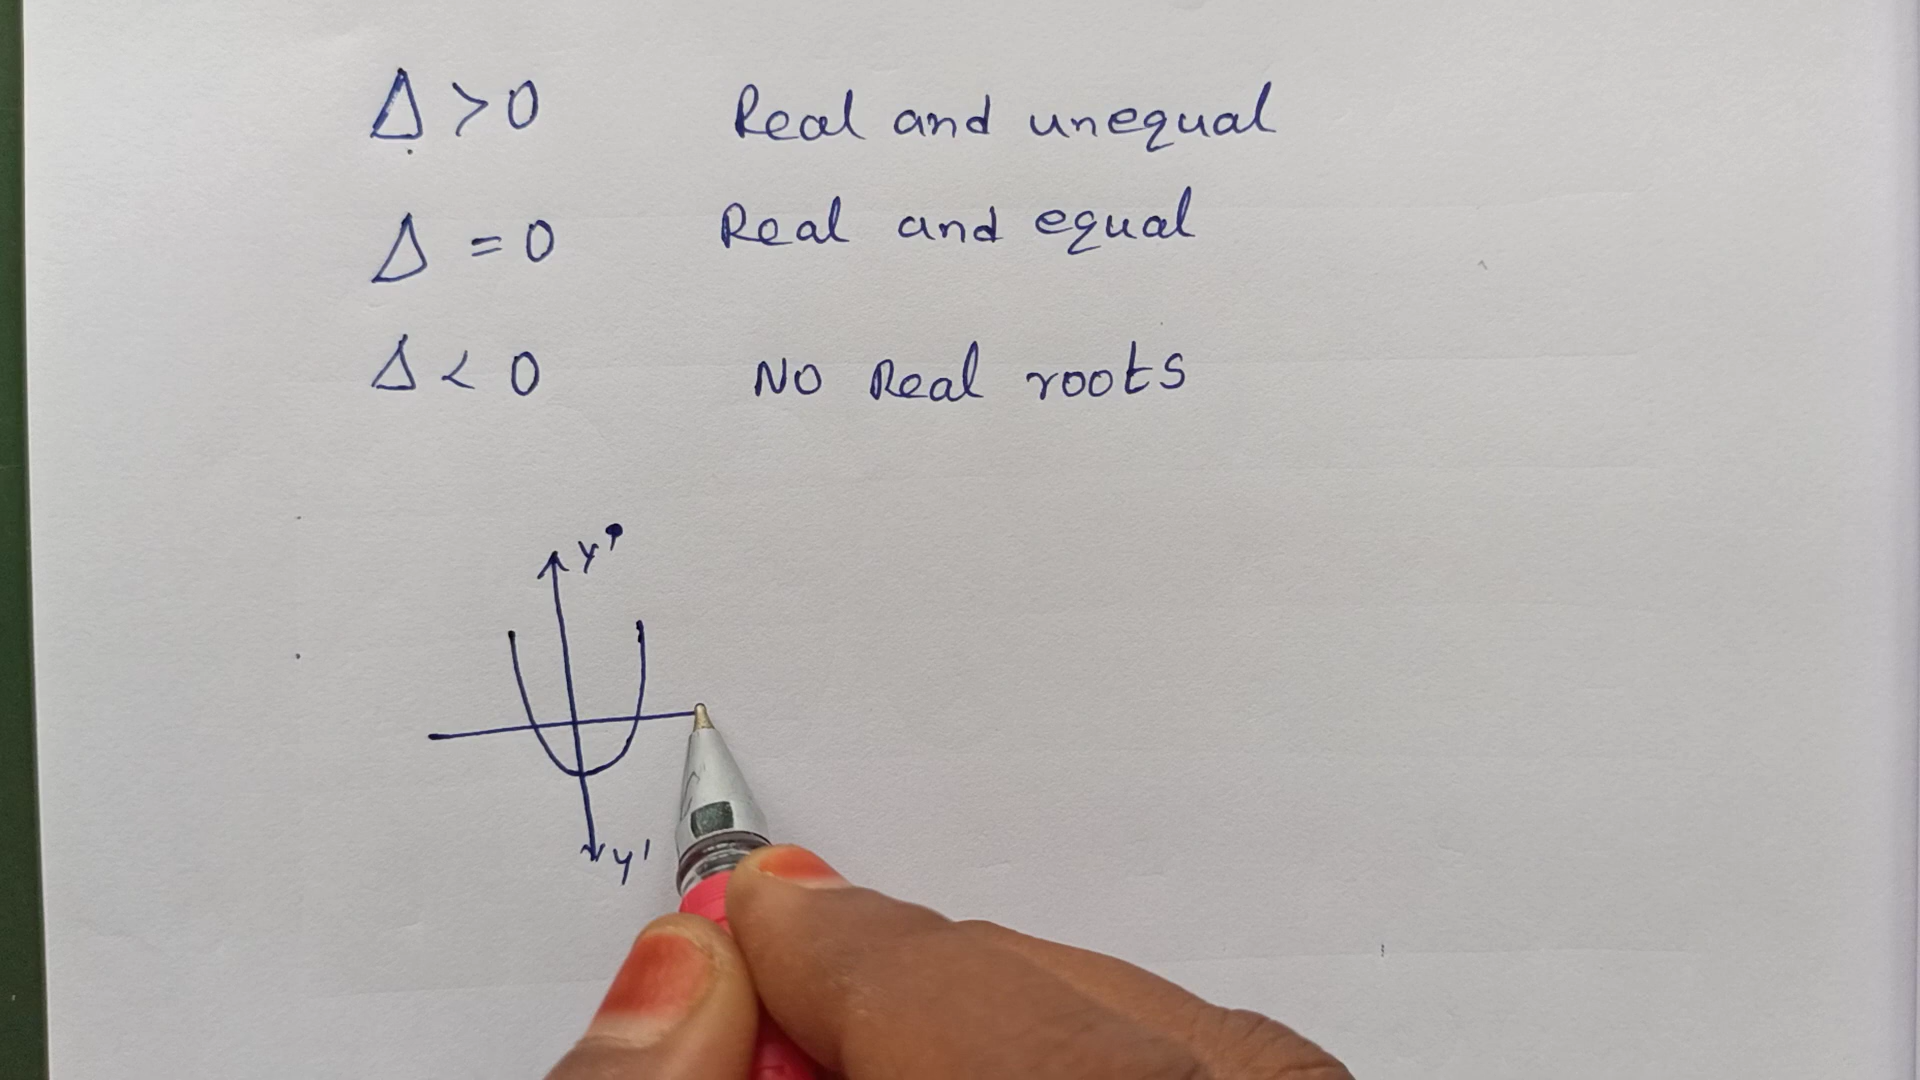 Δ > 0 Real and unequal
Δ = 0 Real and equal
Δ < 0 No Real roots
y
y'